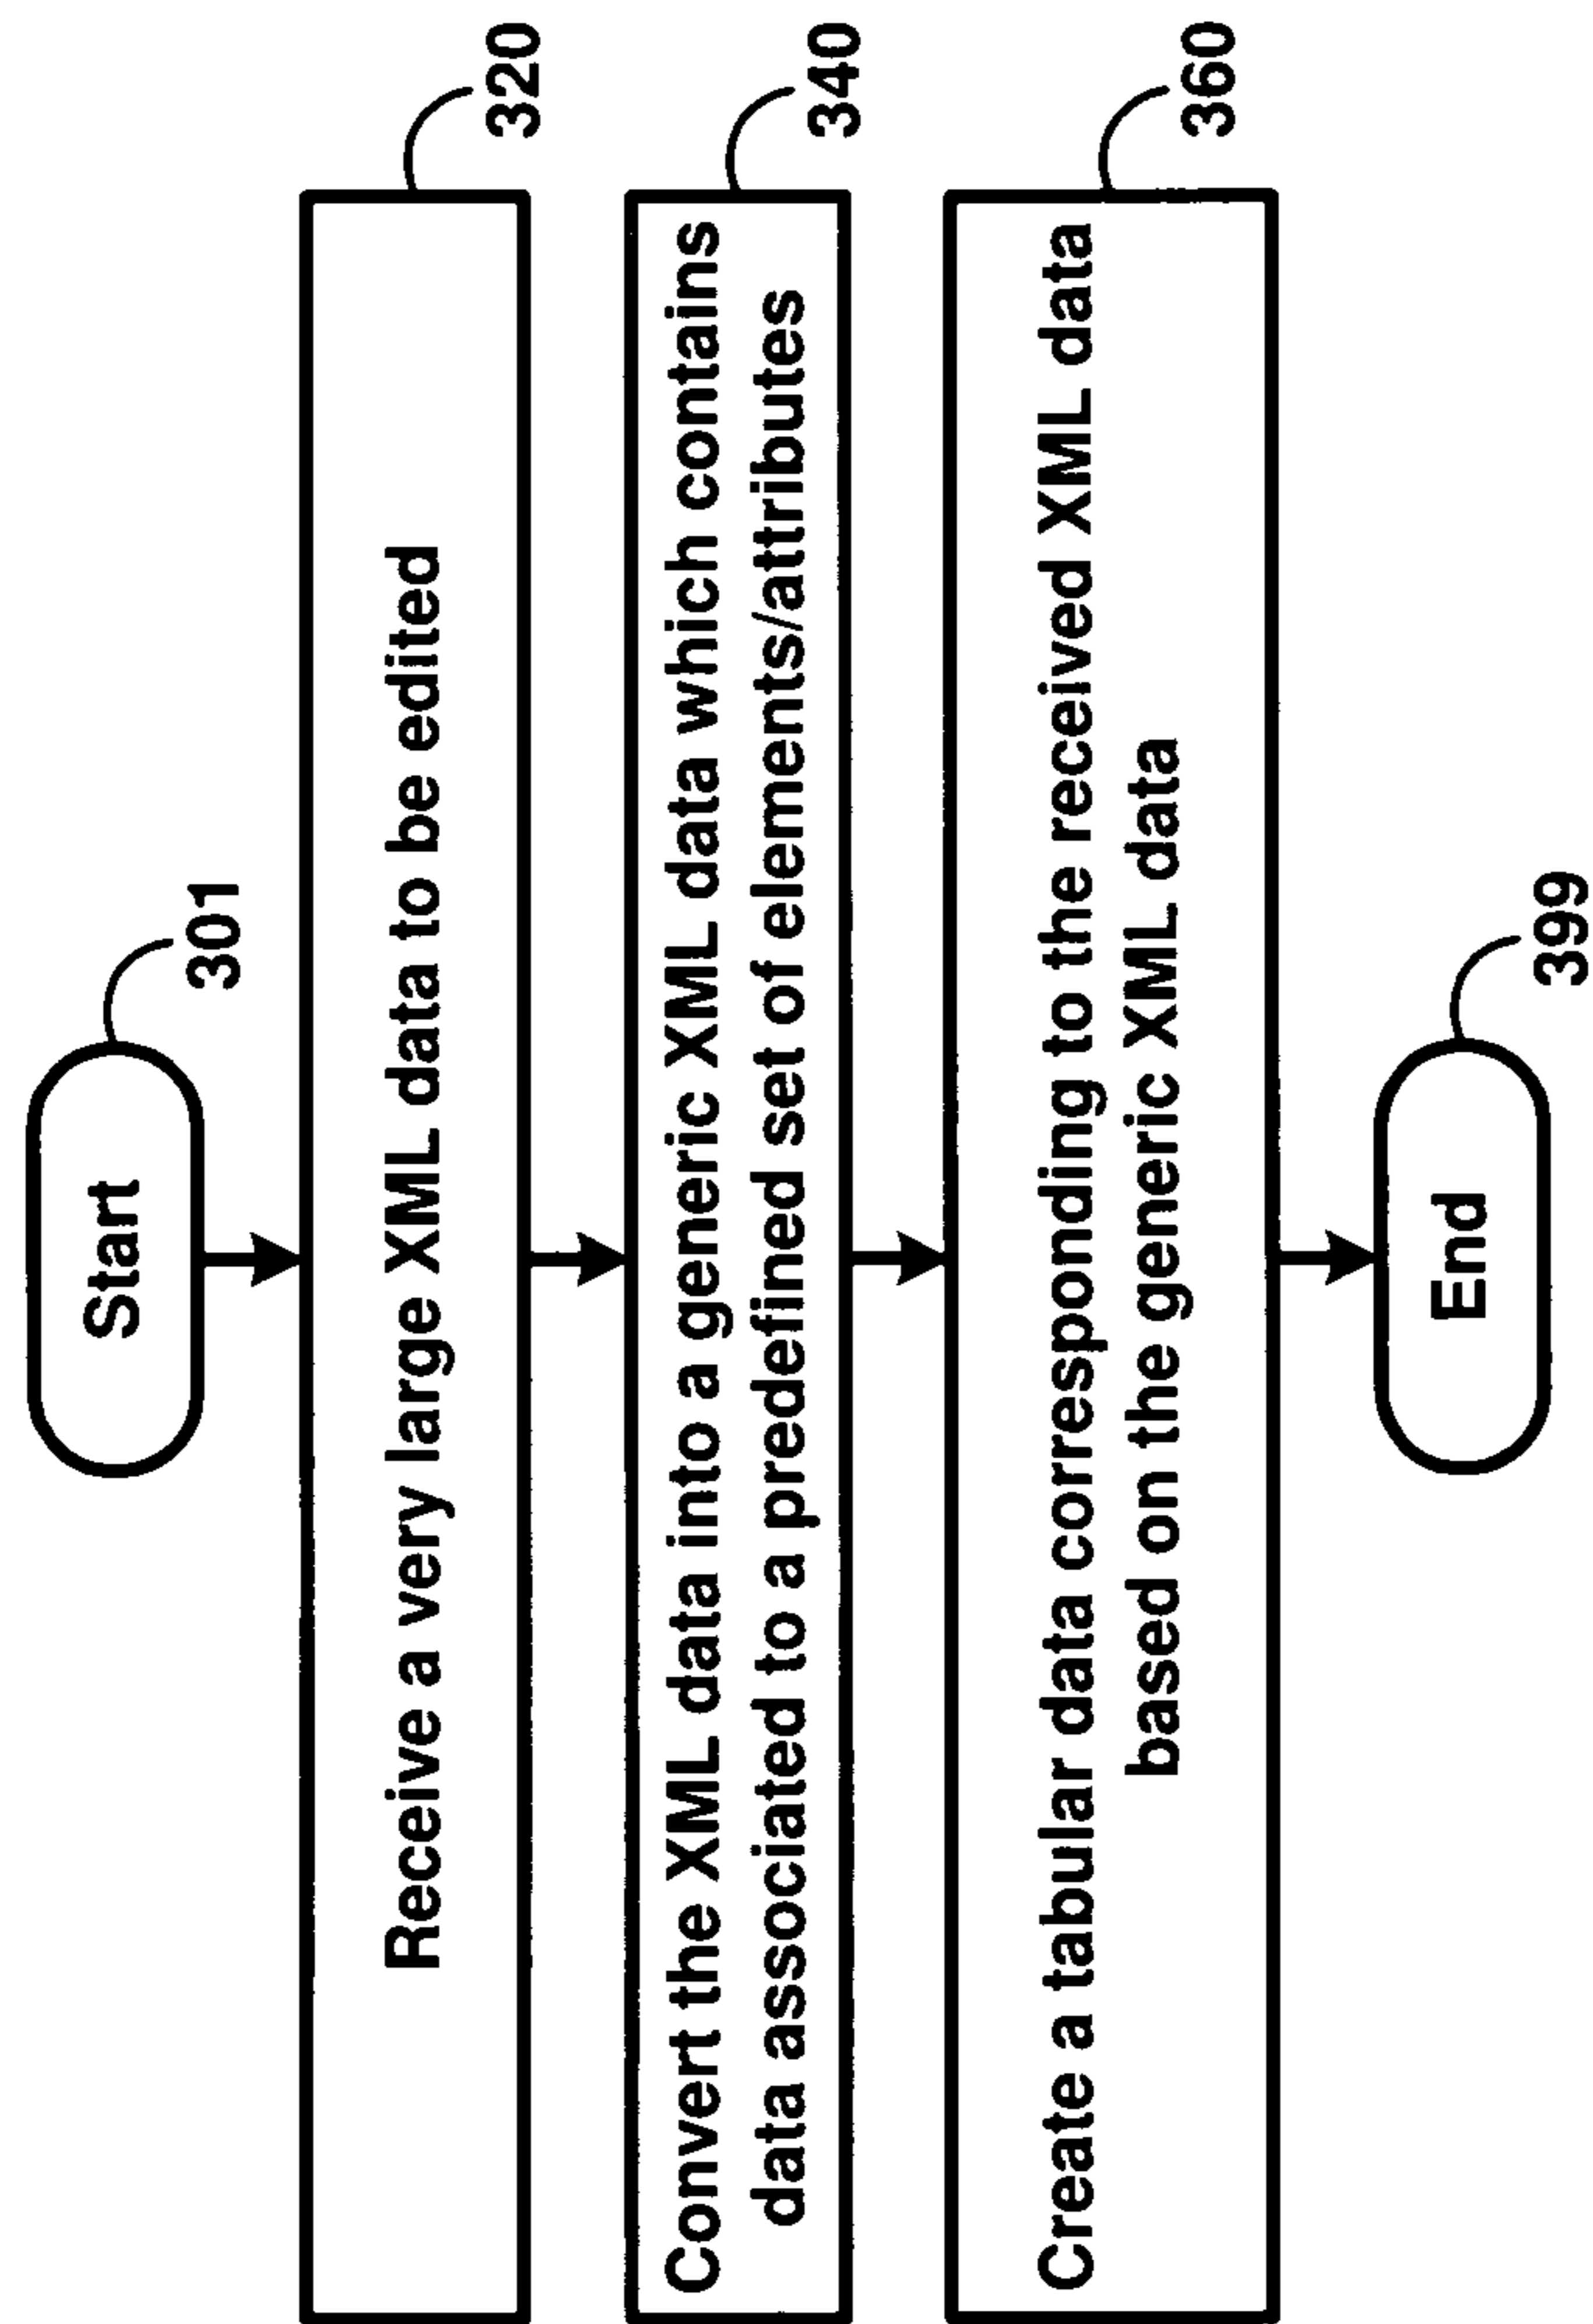 Start
301
Receive a very large XML data to be edited
320
Convert the XML data into a generic XML data which contains
data associated to a predefined set of elements/attributes
340
Create a tabular data corresponding to the received XML data
based on the generic XML data
360
End
399